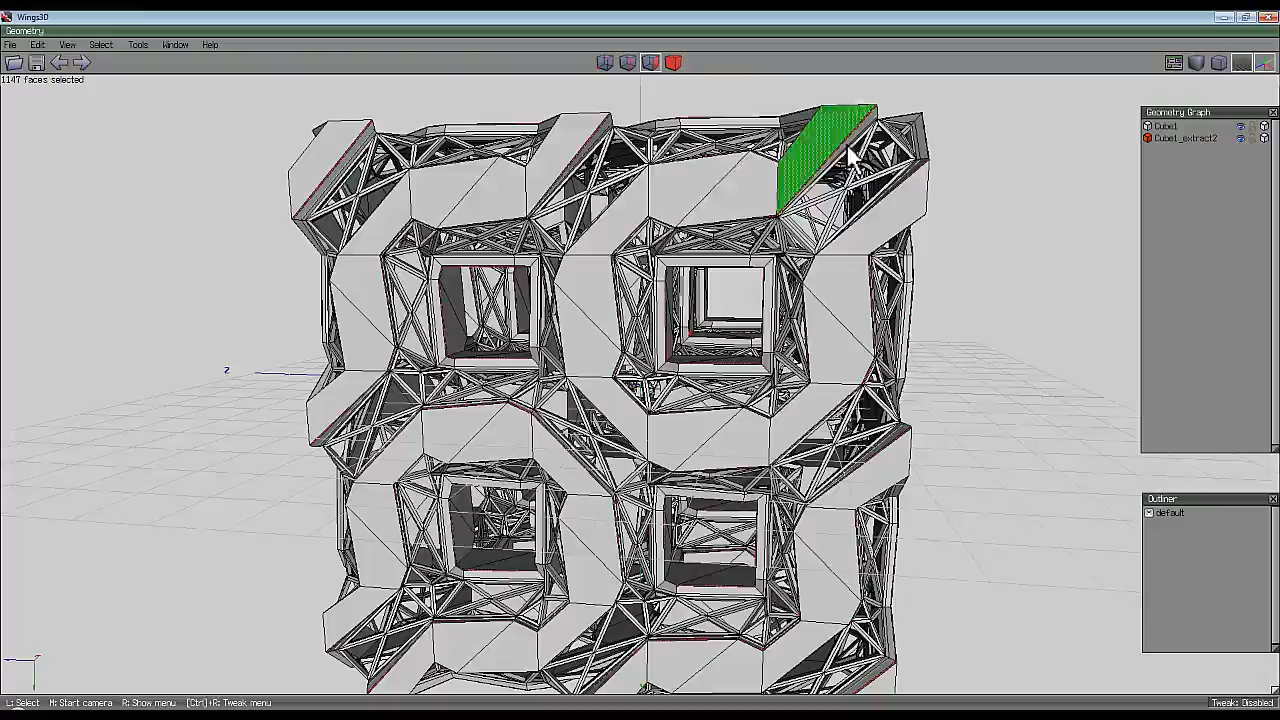 Wings3D
Geometry
File Edit View Select Tools Window Help
1147 faces selected
Geometry Graph
Cube1
Cube1_extract2
z
Outliner
default
L: Select M: Start camera R: Show menu [Ctrl]+R: Tweak menu
Tweak: Disabled